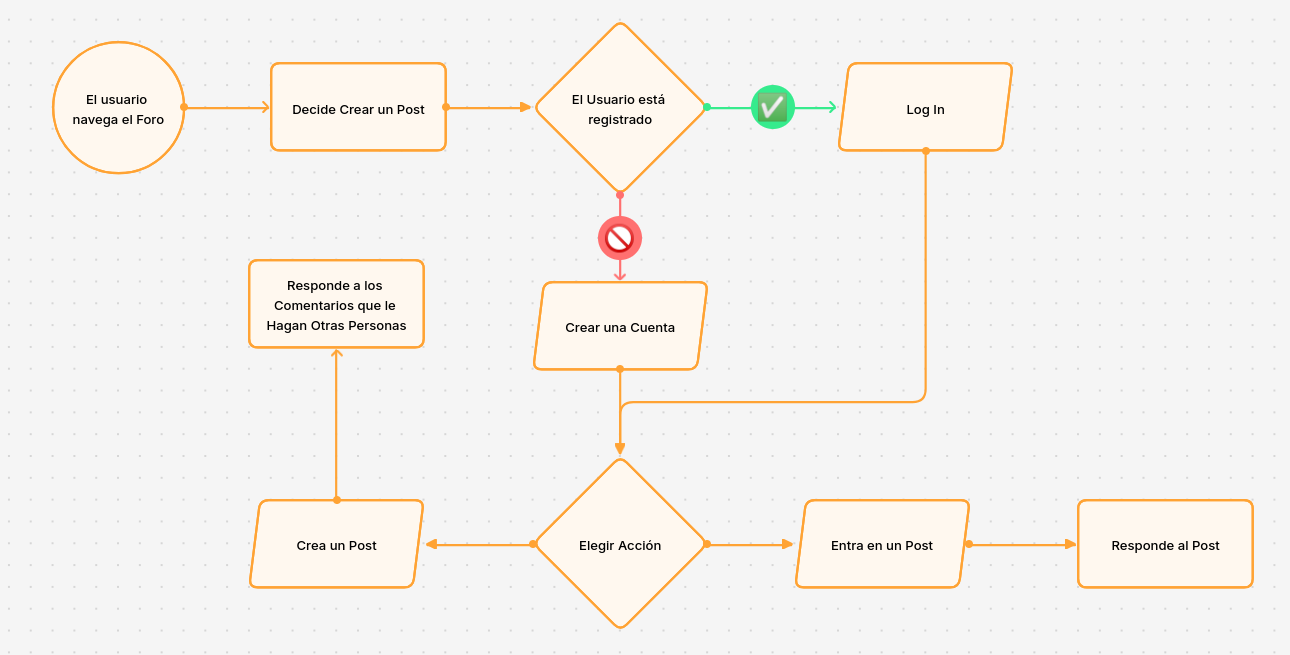 El usuario
navega el Foro
Decide Crear un Post
El Usuario está
registrado
Log In
Responde a los
Comentarios que le
Hagan Otras Personas
Crear una Cuenta
Crea un Post
Elegir Acción
Entra en un Post
Responde al Post